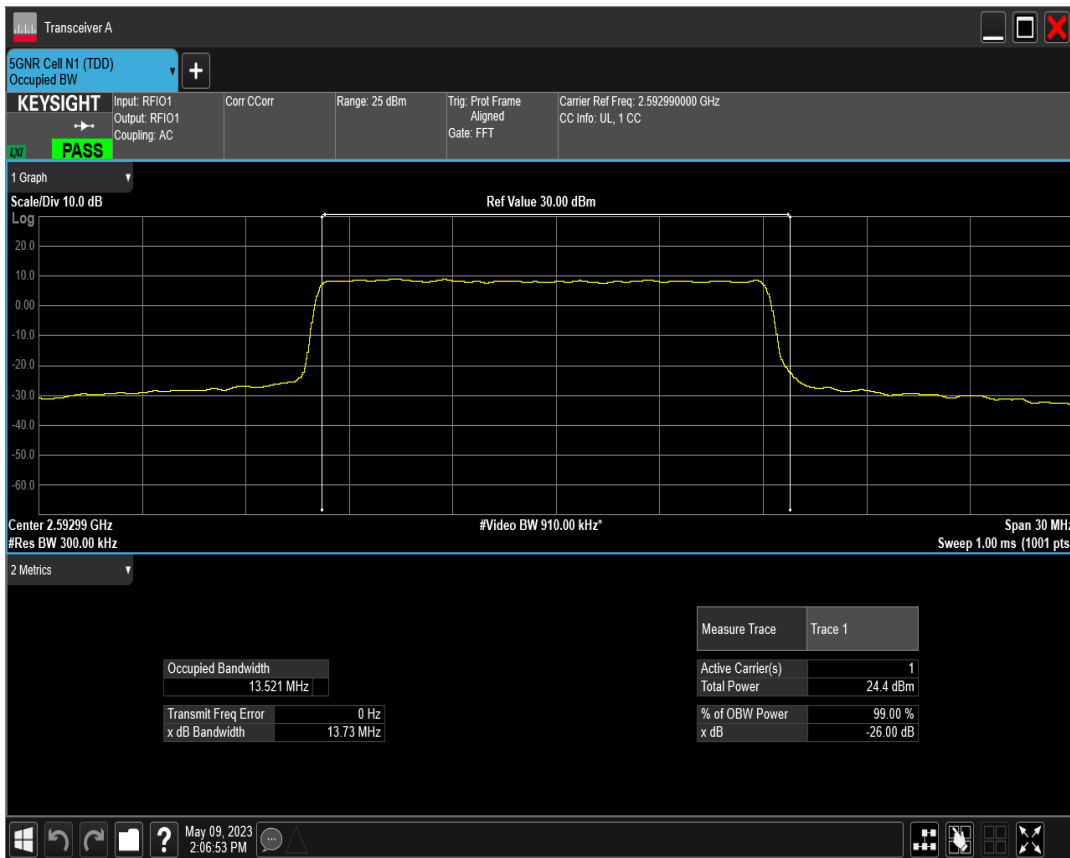 Transceiver A
5GNR Cell N1 (TDD)
Occupied BW
+
KEYSIGHT
LXI
PASS
Input: RFIO1
Output: RFIO1
Coupling: AC
Corr CCorr
Range: 25 dBm
Trig: Prot Frame
Aligned
Gate: FFT
Carrier Ref Freq: 2.592990000 GHz
CC Info: UL, 1 CC
1 Graph
Scale/Div 10.0 dB
Ref Value 30.00 dBm
Log
20.0
10.0
0.00
-10.0
-20.0
-30.0
-40.0
-50.0
-60.0
Center 2.59299 GHz
#Video BW 910.00 kHz*
Span 30 MHz
#Res BW 300.00 kHz
Sweep 1.00 ms (1001 pts
2 Metrics
Measure Trace Trace 1
Occupied Bandwidth
13.521 MHz
Active Carrier(s) 1
Total Power 24.4 dBm
Transmit Freq Error 0 Hz
x dB Bandwidth 13.73 MHz
% of OBW Power 99.00 %
x dB -26.00 dB
?
May 09, 2023
2:06:53 PM